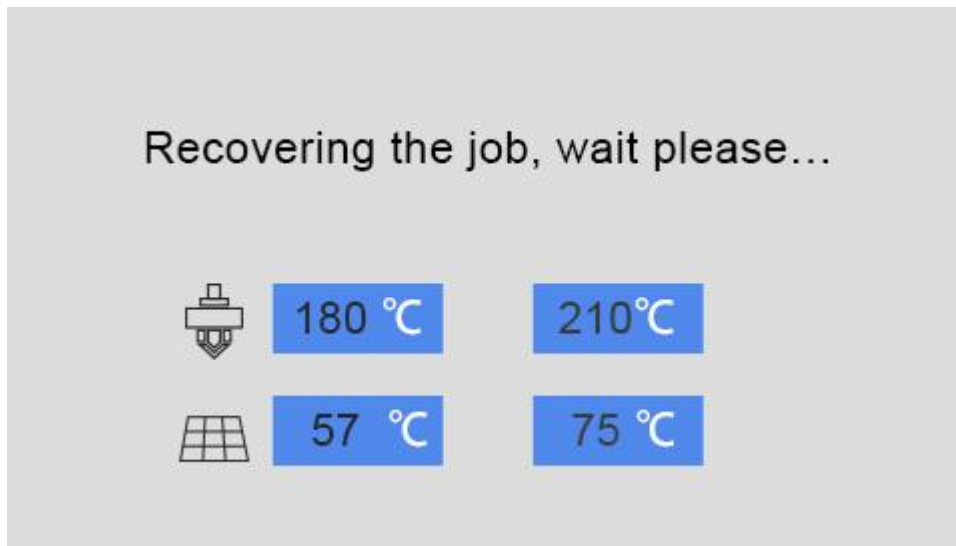 Recovering the job, wait please...
180 ℃ 210℃
57 ℃ 75 ℃